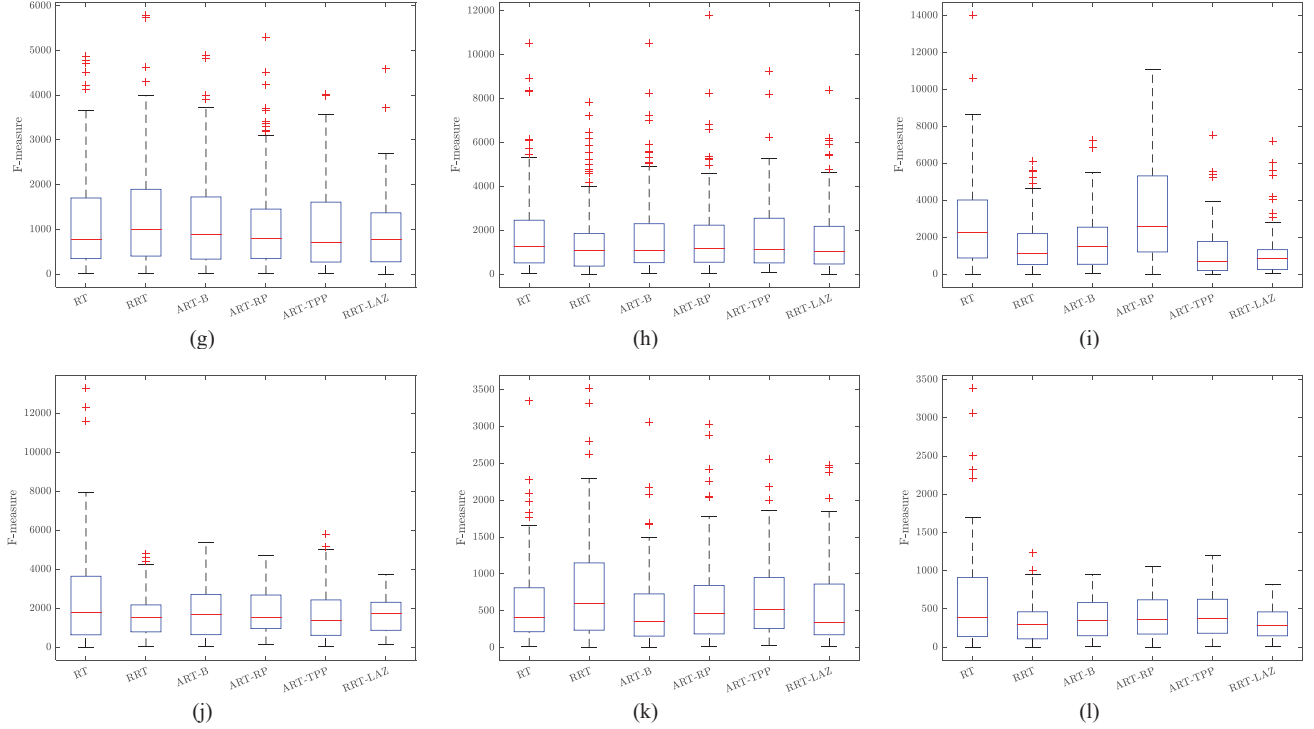 6000
5000
4000
3000
2000
1000
0
F-measure
RT
RRT
ART-B
ART-RP
ART-TPP
RRT-LAZ
(g)
12000
10000
8000
6000
4000
2000
0
F-measure
RT
RRT
ART-B
ART-RP
ART-TPP
RRT-LAZ
(h)
14000
12000
10000
8000
6000
4000
2000
0
F-measure
RT
RRT
ART-B
ART-RP
ART-TPP
RRT-LAZ
(i)
12000
10000
8000
6000
4000
2000
0
F-measure
RT
RRT
ART-B
ART-RP
ART-TPP
RRT-LAZ
(j)
3500
3000
2500
2000
1500
1000
500
0
F-measure
RT
RRT
ART-B
ART-RP
ART-TPP
RRT-LAZ
(k)
3500
3000
2500
2000
1500
1000
500
0
F-measure
RT
RRT
ART-B
ART-RP
ART-TPP
RRT-LAZ
(l)